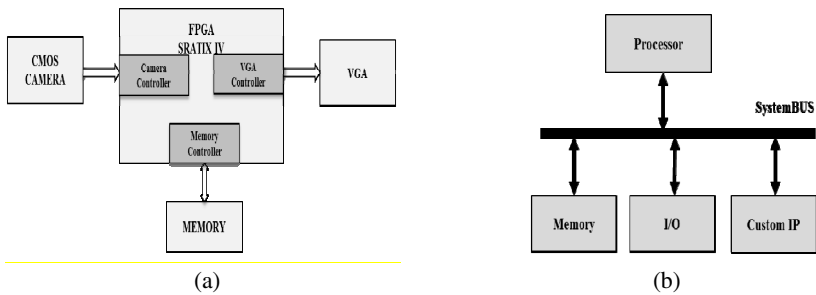 FPGA
SRATIX IV
CMOS
CAMERA
Camera
Controller
VGA
Controller
VGA
Memory
Controller
MEMORY
(a)
Processor
SystemBUS
Memory
I/O
Custom IP
(b)